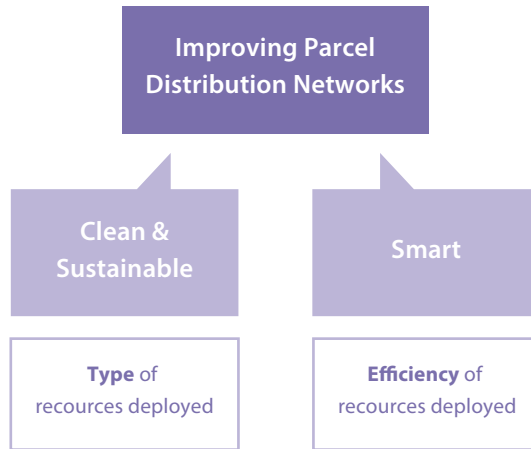 Improving Parcel
Distribution Networks
Clean &
Sustainable
Smart
Type of
recources deployed
Efficiency of
recources deployed